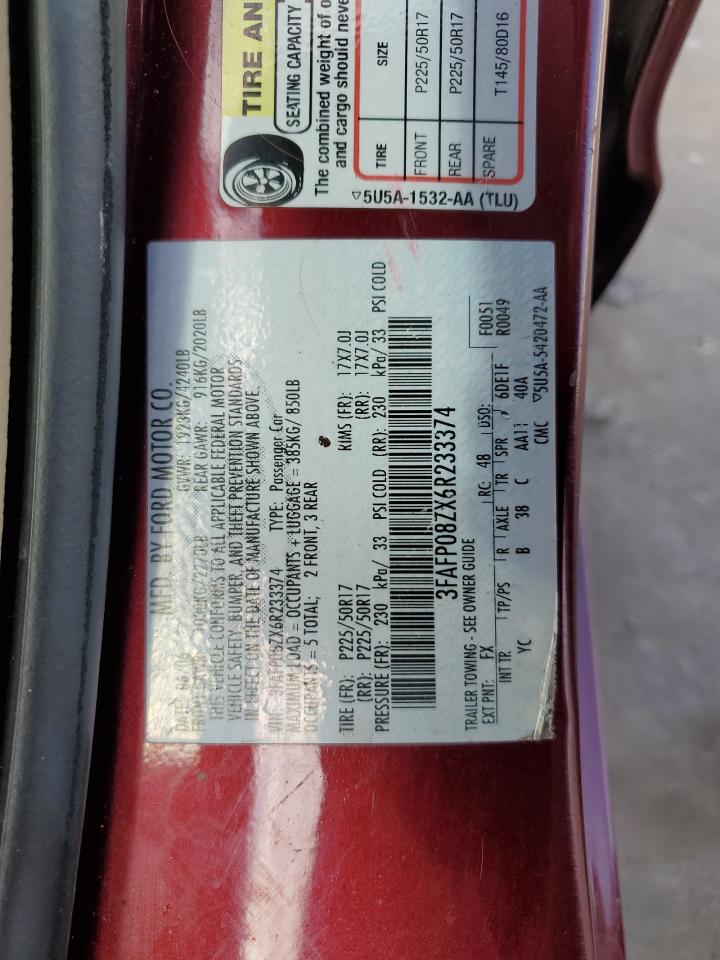 TIRE AN
SEATING CAPACITY
The combined weight of o
and cargo should neve
TIRE SIZE
FRONT P225/50R17
REAR P225/50R17
SPARE T145/80D16
5U5A-1532-AA (TLU)
MFD. BY FORD MOTOR CO.
DATE: 06/06 GVWR: 1923KG/4240LB
REAR GAWR: 916KG/2020LB
THIS VEHICLE CONFORMS TO ALL APPLICABLE FEDERAL MOTOR
VEHICLE SAFETY, BUMPER, AND THEFT PREVENTION STANDARDS
IN EFFECT ON THE DATE OF MANUFACTURE SHOWN ABOVE.
VIN: 3FAFP08ZX6R233374 TYPE: Passenger Car
MAXIMUM LOAD = OCCUPANTS + LUGGAGE = 385KG/ 850LB
OCCUPANTS = 5 TOTAL; 2 FRONT, 3 REAR
TIRE (FR): P225/50R17 RIMS (FR): 17X7.0J
(RR): P225/50R17 (RR): 17X7.0J
PRESSURE (FR): 230 kPa/ 33 PSI COLD (RR): 230 kPa/ 33 PSI COLD
3FAFP08ZX6R233374
TRAILER TOWING - SEE OWNER GUIDE F0051
EXT PNT: FX RC: 48 DSO: R0049
INT TR TP/PS R AXLE TR SPR 6DE1F
YC B 38 C AA11 40A
CMC 5U5A-5420472-AA